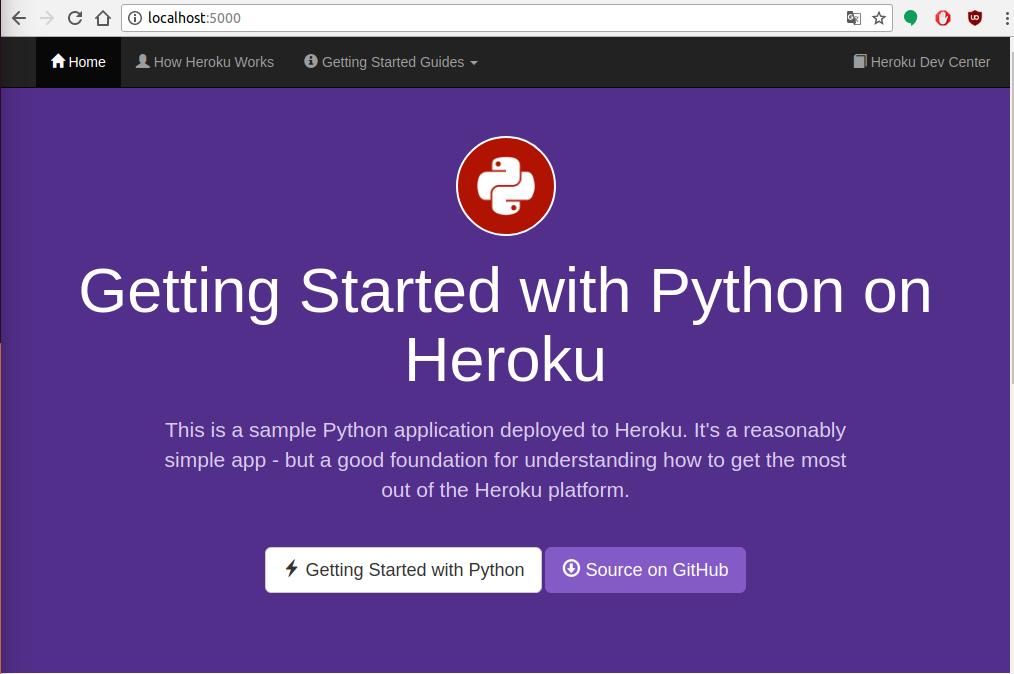 localhost:5000
Home How Heroku Works Getting Started Guides Heroku Dev Center
Getting Started with Python on
Heroku
This is a sample Python application deployed to Heroku. It's a reasonably
simple app - but a good foundation for understanding how to get the most
out of the Heroku platform.
Getting Started with Python Source on GitHub